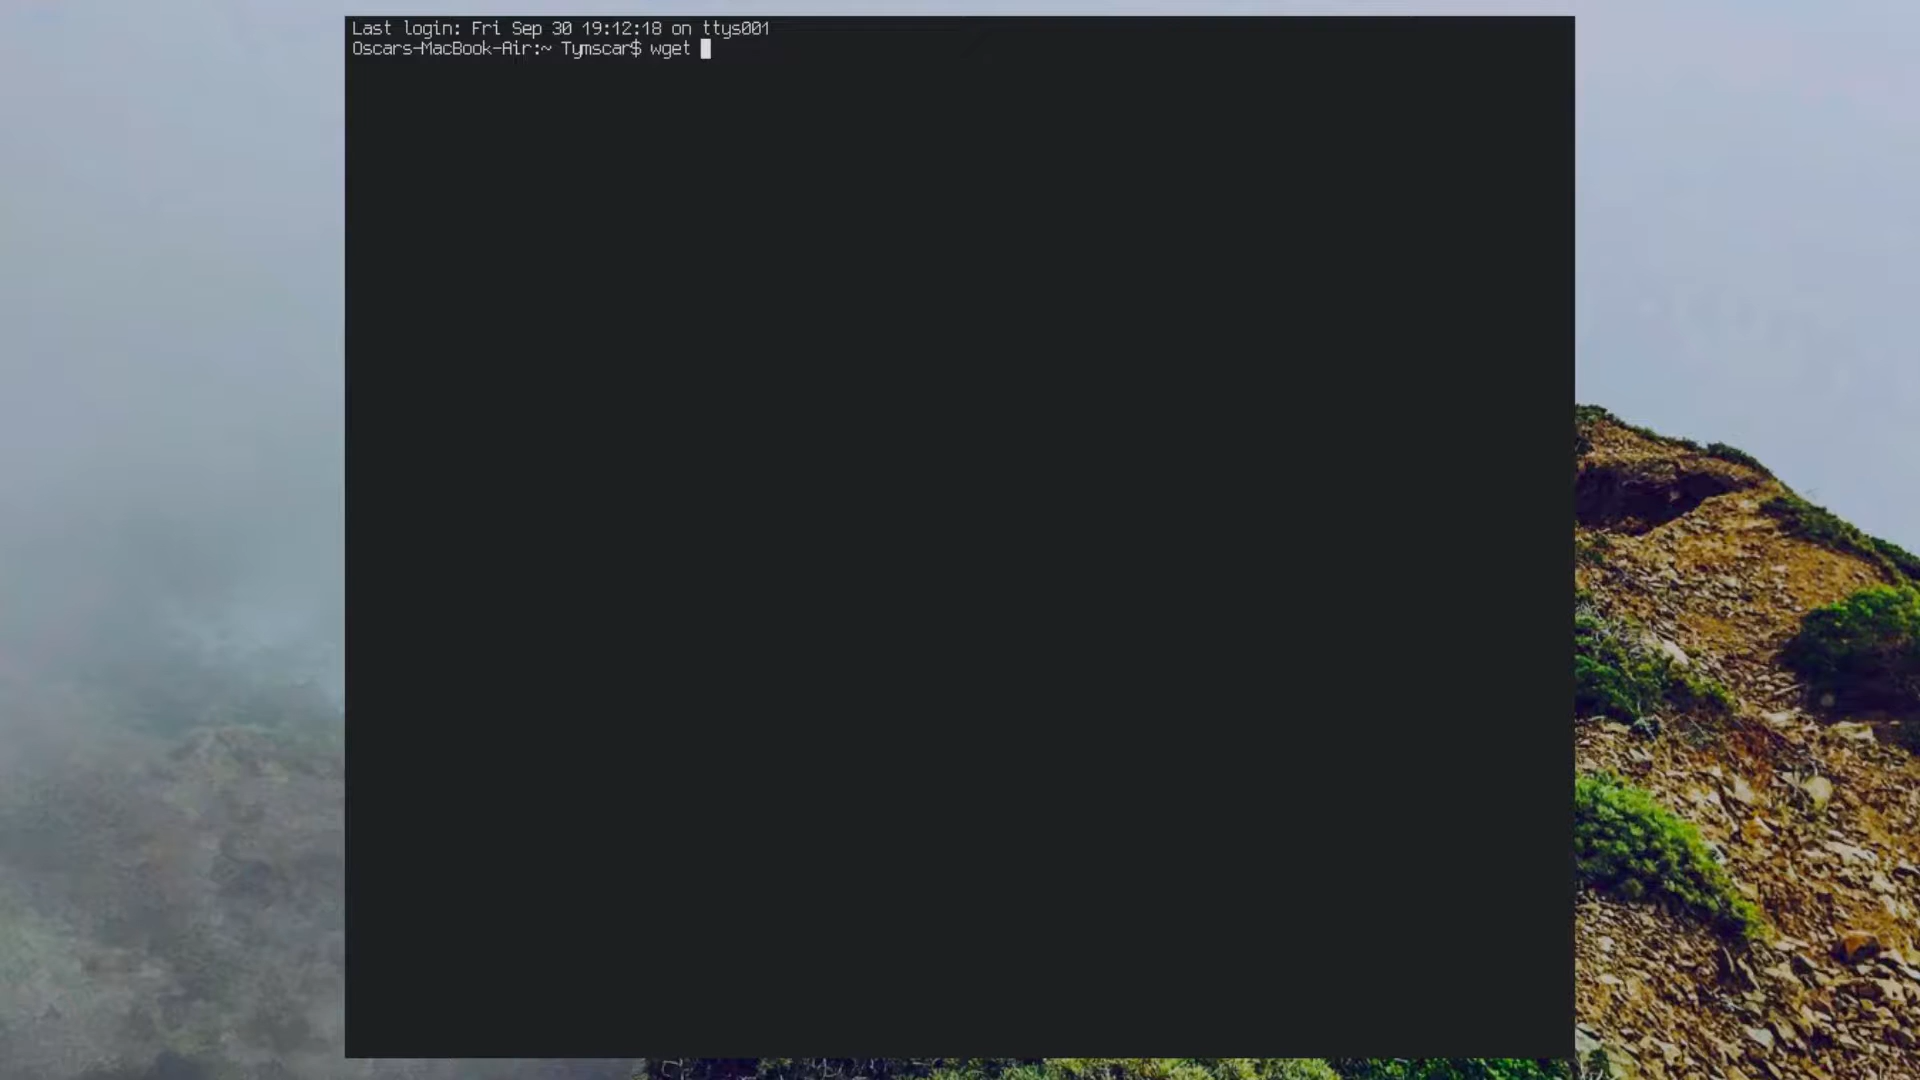 Last login: Fri Sep 30 19:12:18 on ttys001
Oscars-MacBook-Air:~ Tymscar$ wget